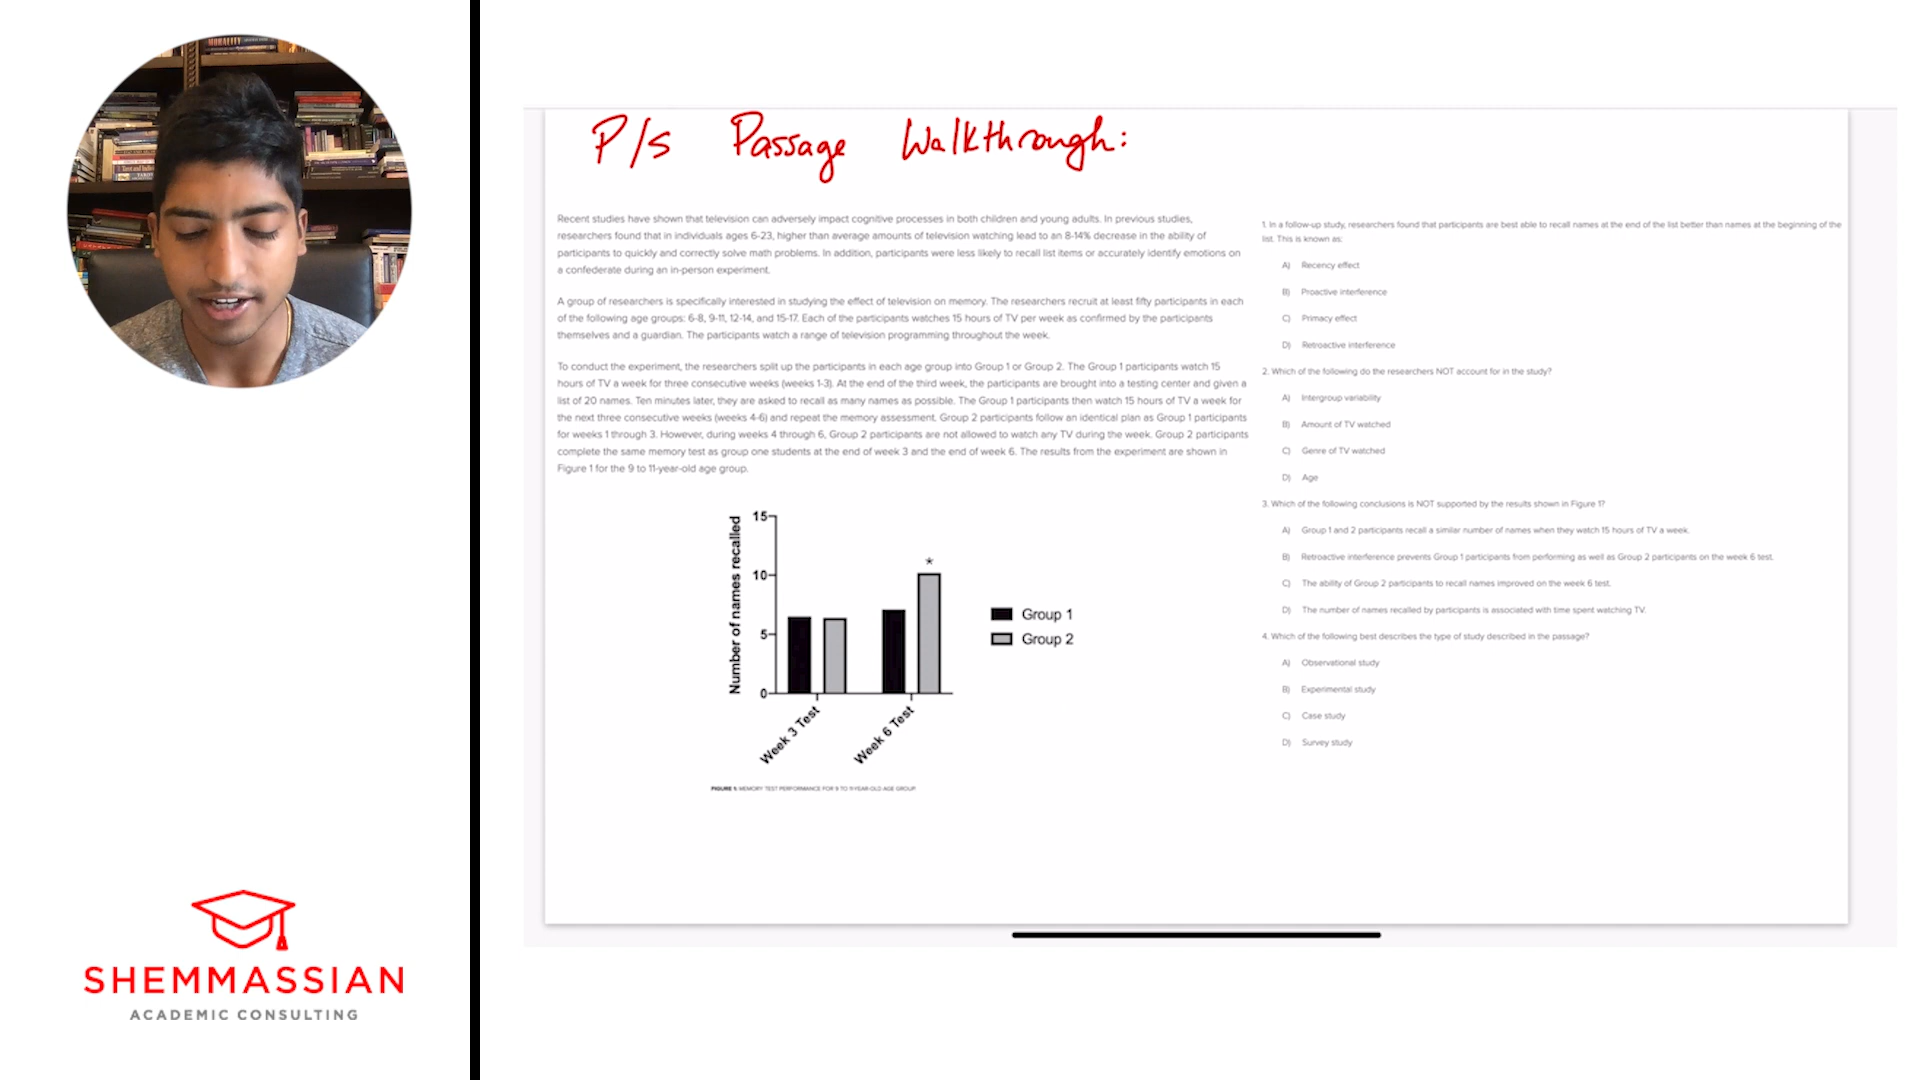 P/s Passage Walkthrough:
Recent studies have shown that television can adversely impact cognitive processes in both children and young adults. In previous studies,
researchers found that in individuals ages 6-23, higher than average amounts of television watching lead to an 8-14% decrease in the ability of
participants to quickly and correctly solve math problems. In addition, participants were less likely to recall list items or accurately identify emotions on
a confederate during an in-person experiment.
A group of researchers is specifically interested in studying the effect of television on memory. The researchers recruit at least fifty participants in each
of the following age groups: 6-8, 9-11, 12-14, and 15-17. Each of the participants watches 15 hours of TV per week as confirmed by the participants
themselves and a guardian. The participants watch a range of television programming throughout the week.
To conduct the experiment, the researchers split up the participants in each age group into Group 1 or Group 2. The Group 1 participants watch 15
hours of TV a week for three consecutive weeks (weeks 1-3). At the end of the third week, the participants are brought into a testing center and given a
list of 20 names. Ten minutes later, they are asked to recall as many names as possible. The Group 1 participants then watch 15 hours of TV a week for
the next three consecutive weeks (weeks 4-6) and repeat the memory assessment. Group 2 participants follow an identical plan as Group 1 participants
for weeks 1 through 3. However, during weeks 4 through 6, Group 2 participants are not allowed to watch any TV during the week. Group 2 participants
complete the same memory test as group one students at the end of week 3 and the end of week 6. The results from the experiment are shown in
Figure 1 for the 9 to 11-year-old age group.
Number of names recalled
15
10
5
0
*
Week 3 Test
Week 6 Test
Group 1
Group 2
FIGURE 1: MEMORY TEST PERFORMANCE FOR 9 TO 11-YEAR-OLD AGE GROUP
1. In a follow-up study, researchers found that participants are best able to recall names at the end of the list better than names at the beginning of the
list. This is known as:
A) Recency effect
B) Proactive interference
C) Primacy effect
D) Retroactive interference
2. Which of the following do the researchers NOT account for in the study?
A) Intergroup variability
B) Amount of TV watched
C) Genre of TV watched
D) Age
3. Which of the following conclusions is NOT supported by the results shown in Figure 1?
A) Group 1 and 2 participants recall a similar number of names when they watch 15 hours of TV a week.
B) Retroactive interference prevents Group 1 participants from performing as well as Group 2 participants on the week 6 test.
C) The ability of Group 2 participants to recall names improved on the week 6 test.
D) The number of names recalled by participants is associated with time spent watching TV.
4. Which of the following best describes the type of study described in the passage?
A) Observational study
B) Experimental study
C) Case study
D) Survey study
SHEMMASSIAN
ACADEMIC CONSULTING